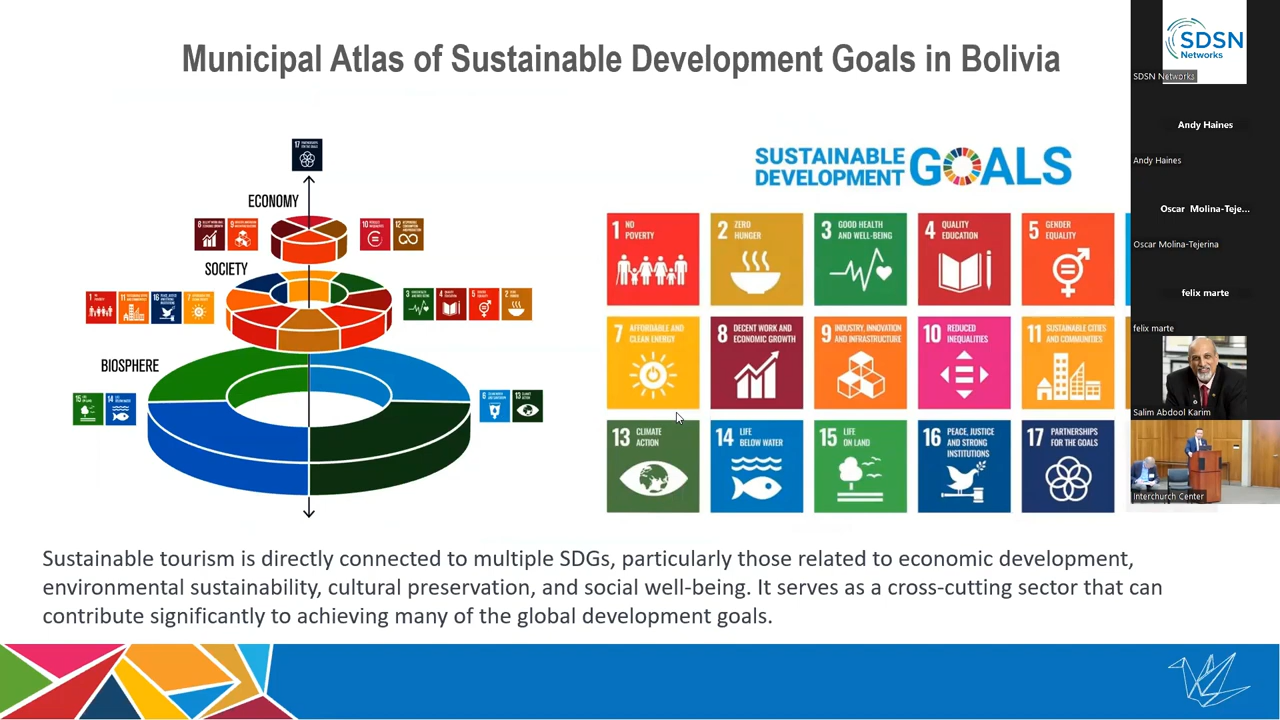 Municipal Atlas of Sustainable Development Goals in Bolivia
ECONOMY
SOCIETY
BIOSPHERE
SUSTAINABLE
DEVELOPMENT
GOALS
1 NO
POVERTY
2 ZERO
HUNGER
3 GOOD HEALTH
AND WELL-BEING
4 QUALITY
EDUCATION
5 GENDER
EQUALITY
7 AFFORDABLE AND
CLEAN ENERGY
8 DECENT WORK AND
ECONOMIC GROWTH
9 INDUSTRY, INNOVATION
AND INFRASTRUCTURE
10 REDUCED
INEQUALITIES
11 SUSTAINABLE CITIES
AND COMMUNITIES
13 CLIMATE
ACTION
14 LIFE
BELOW WATER
15 LIFE
ON LAND
16 PEACE, JUSTICE
AND STRONG
INSTITUTIONS
17 PARTNERSHIPS
FOR THE GOALS
Sustainable tourism is directly connected to multiple SDGs, particularly those related to economic development,
environmental sustainability, cultural preservation, and social well-being. It serves as a cross-cutting sector that can
contribute significantly to achieving many of the global development goals.
SDSN
Networks
SDSN Networks
Andy Haines
Andy Haines
Oscar Molina-Teje...
Oscar Molina-Tejerina
felix marte
felix marte
Salim Abdool Karim
Interchurch Center